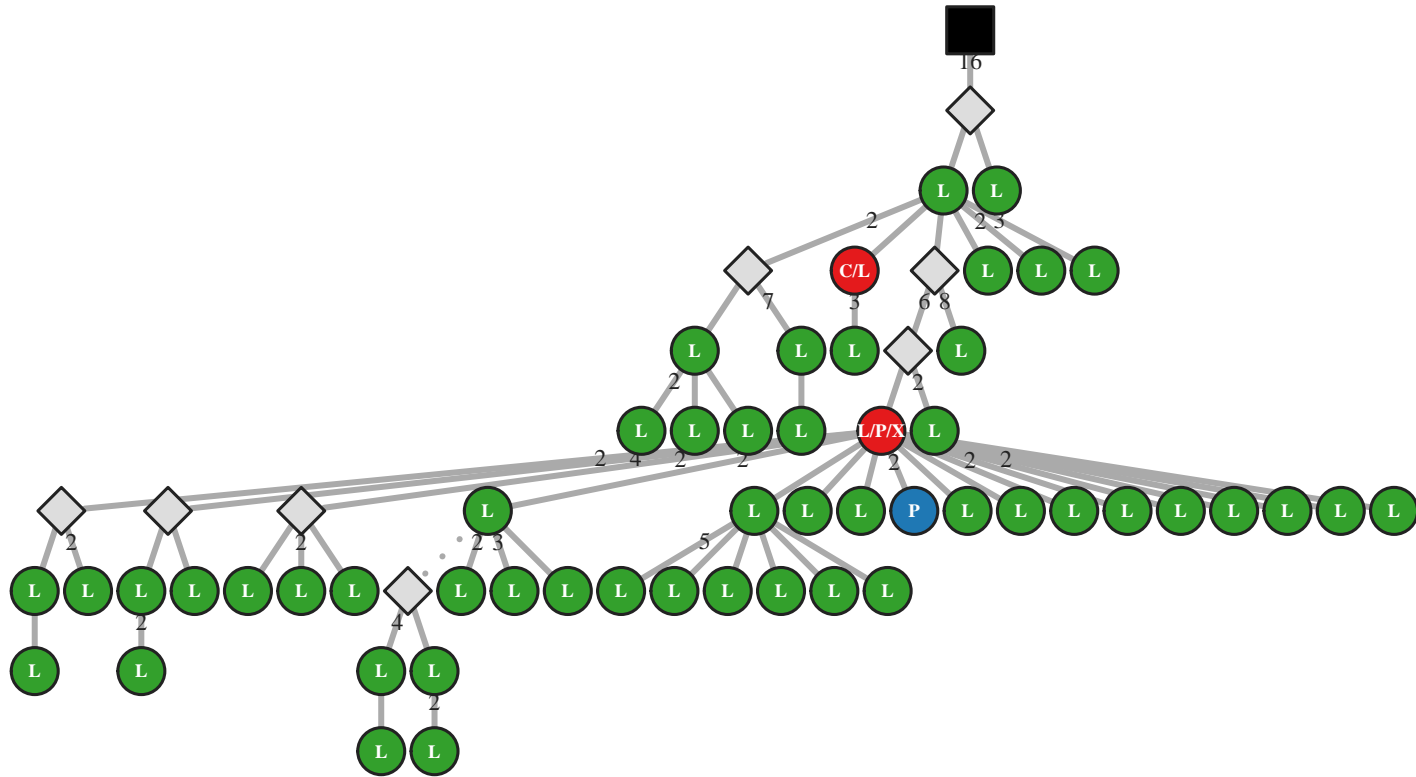 16
L L
2 2 3
C/L L L L
7 3 6 8
L L L L
2 2
L L L L L/P/X L
2 4 2 2 2 2 2
L L L L P L L L L L L L L L
2 2 2 3 5
L L L L L L L L L L L L L L L L
2 4
L L L L
2
L L